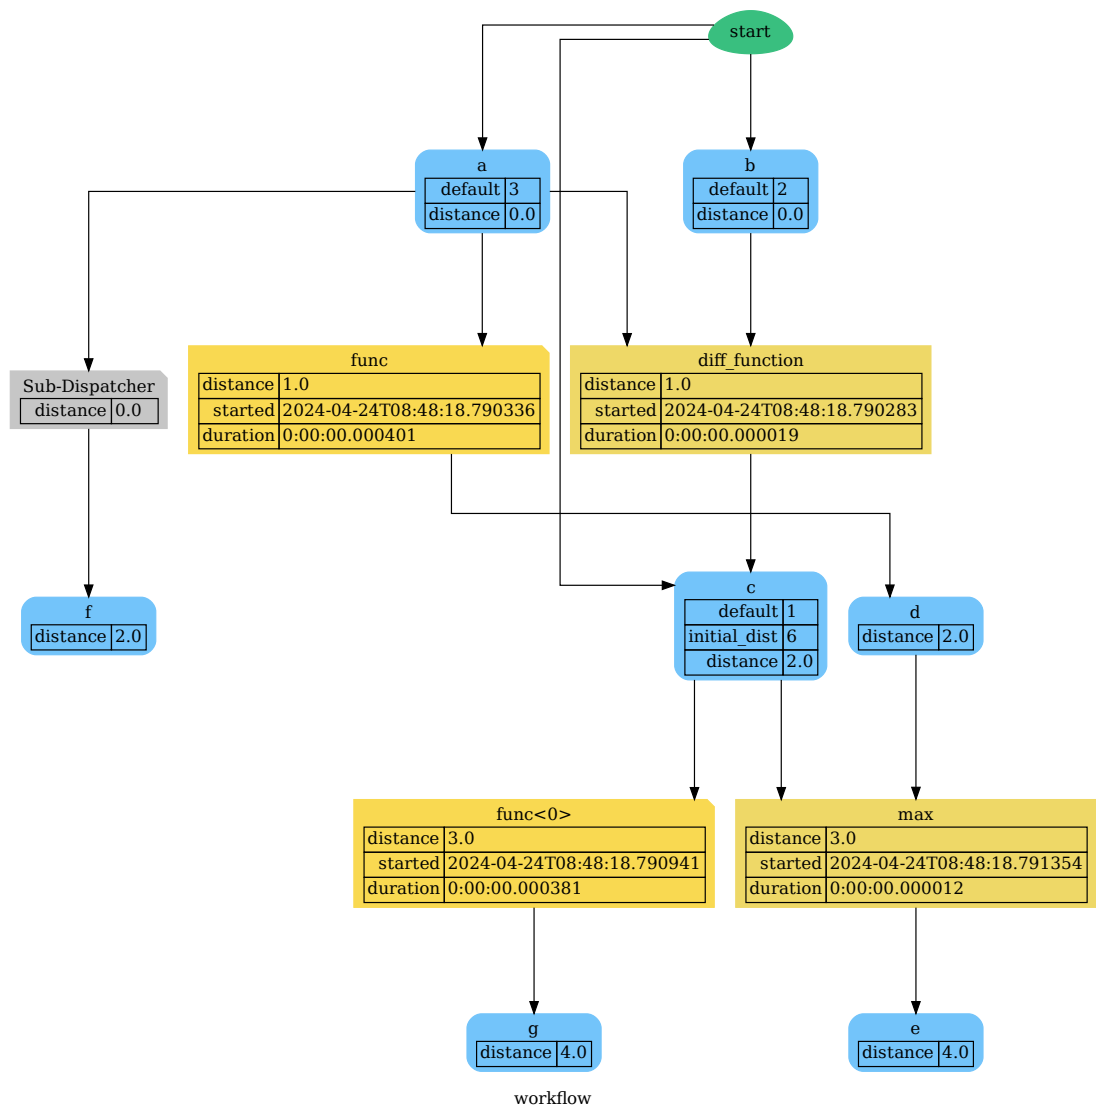 start
a
default 3
distance 0.0
b
default 2
distance 0.0
Sub-Dispatcher
distance 0.0
func
distance 1.0
started 2024-04-24T08:48:18.790336
duration 0:00:00.000401
diff_function
distance 1.0
started 2024-04-24T08:48:18.790283
duration 0:00:00.000019
f
distance 2.0
c
default 1
initial_dist 6
distance 2.0
d
distance 2.0
func<0>
distance 3.0
started 2024-04-24T08:48:18.790941
duration 0:00:00.000381
max
distance 3.0
started 2024-04-24T08:48:18.791354
duration 0:00:00.000012
g
distance 4.0
e
distance 4.0
workflow